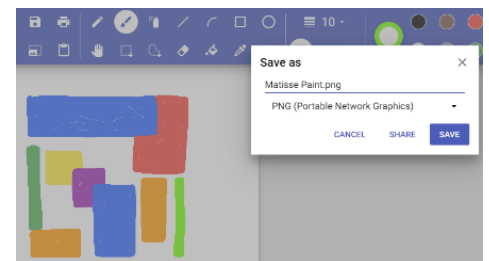 10
Save as
Matisse Paint.png
PNG (Portable Network Graphics)
CANCEL SHARE SAVE